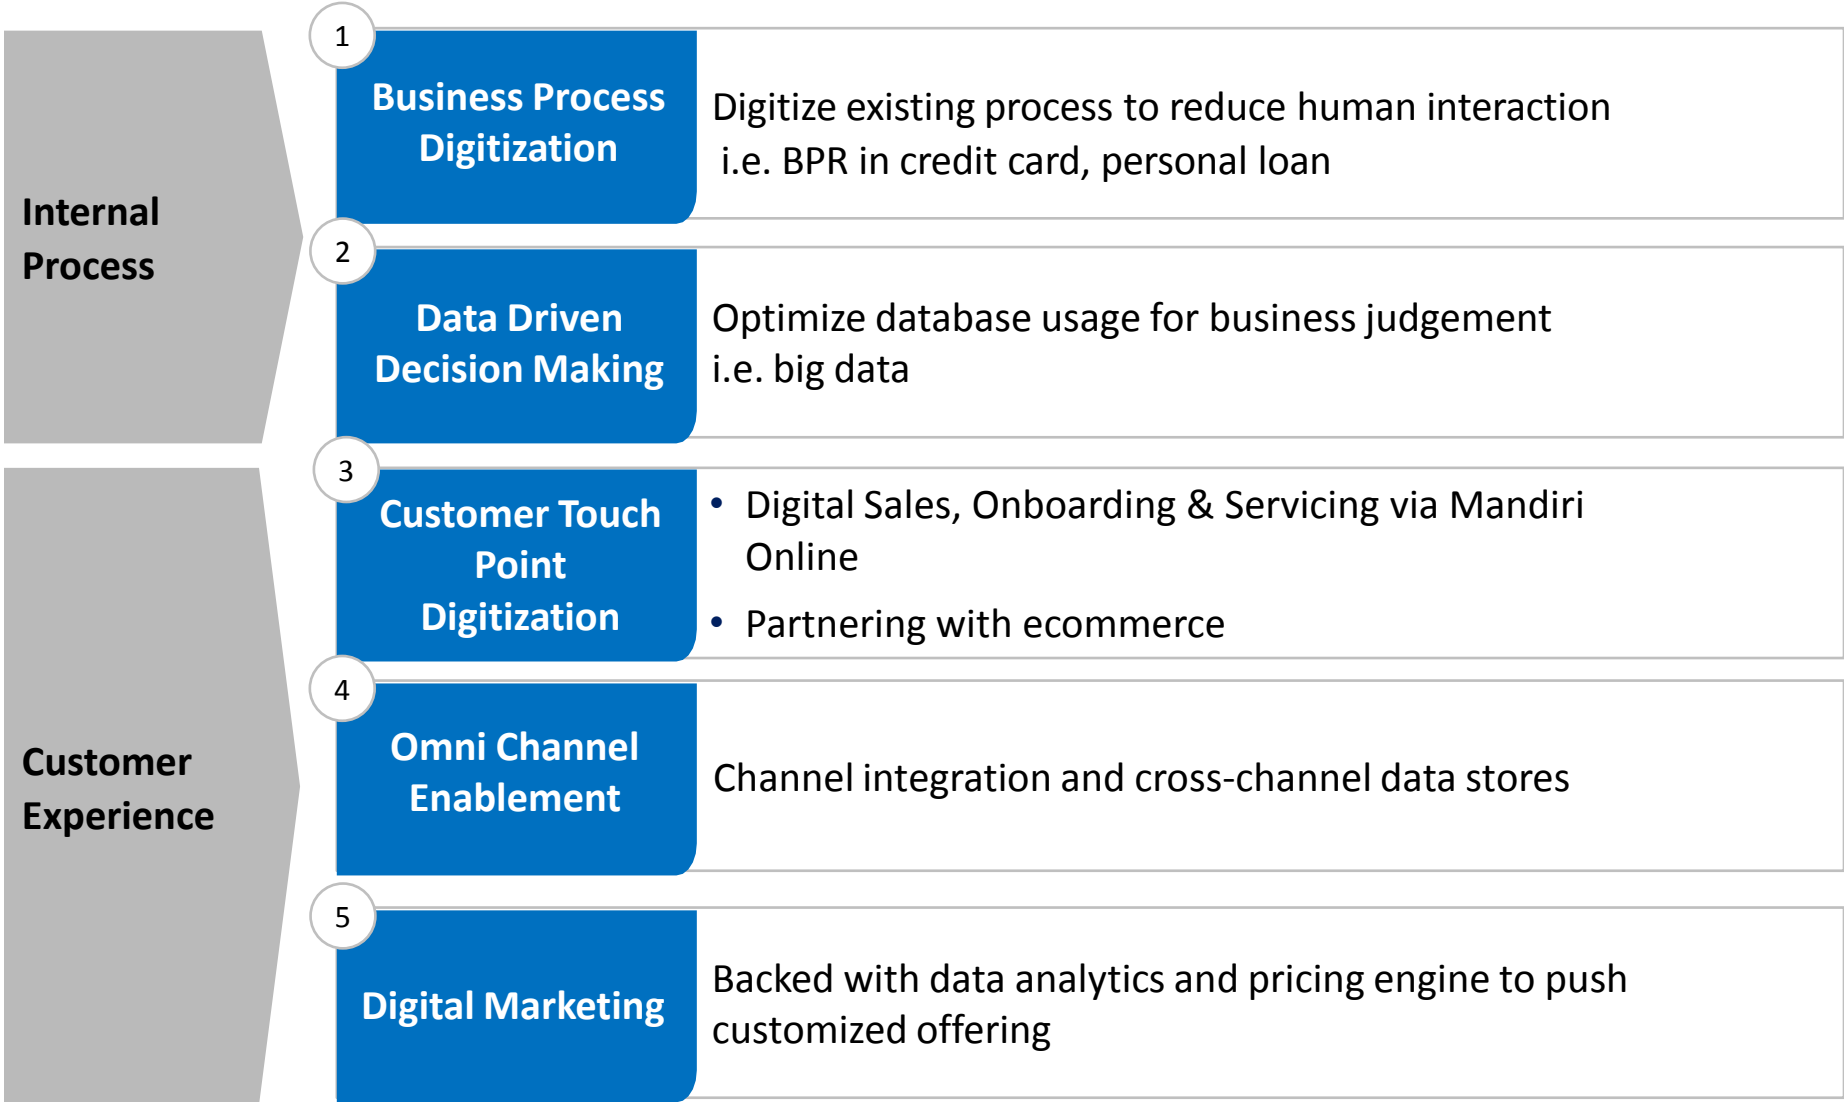 Internal
Process
1
Business Process
Digitization
Digitize existing process to reduce human interaction
i.e. BPR in credit card, personal loan
2
Data Driven
Decision Making
Optimize database usage for business judgement
i.e. big data
Customer
Experience
3
Customer Touch
Point
Digitization
• Digital Sales, Onboarding & Servicing via Mandiri
Online
• Partnering with ecommerce
4
Omni Channel
Enablement
Channel integration and cross-channel data stores
5
Digital Marketing
Backed with data analytics and pricing engine to push
customized offering